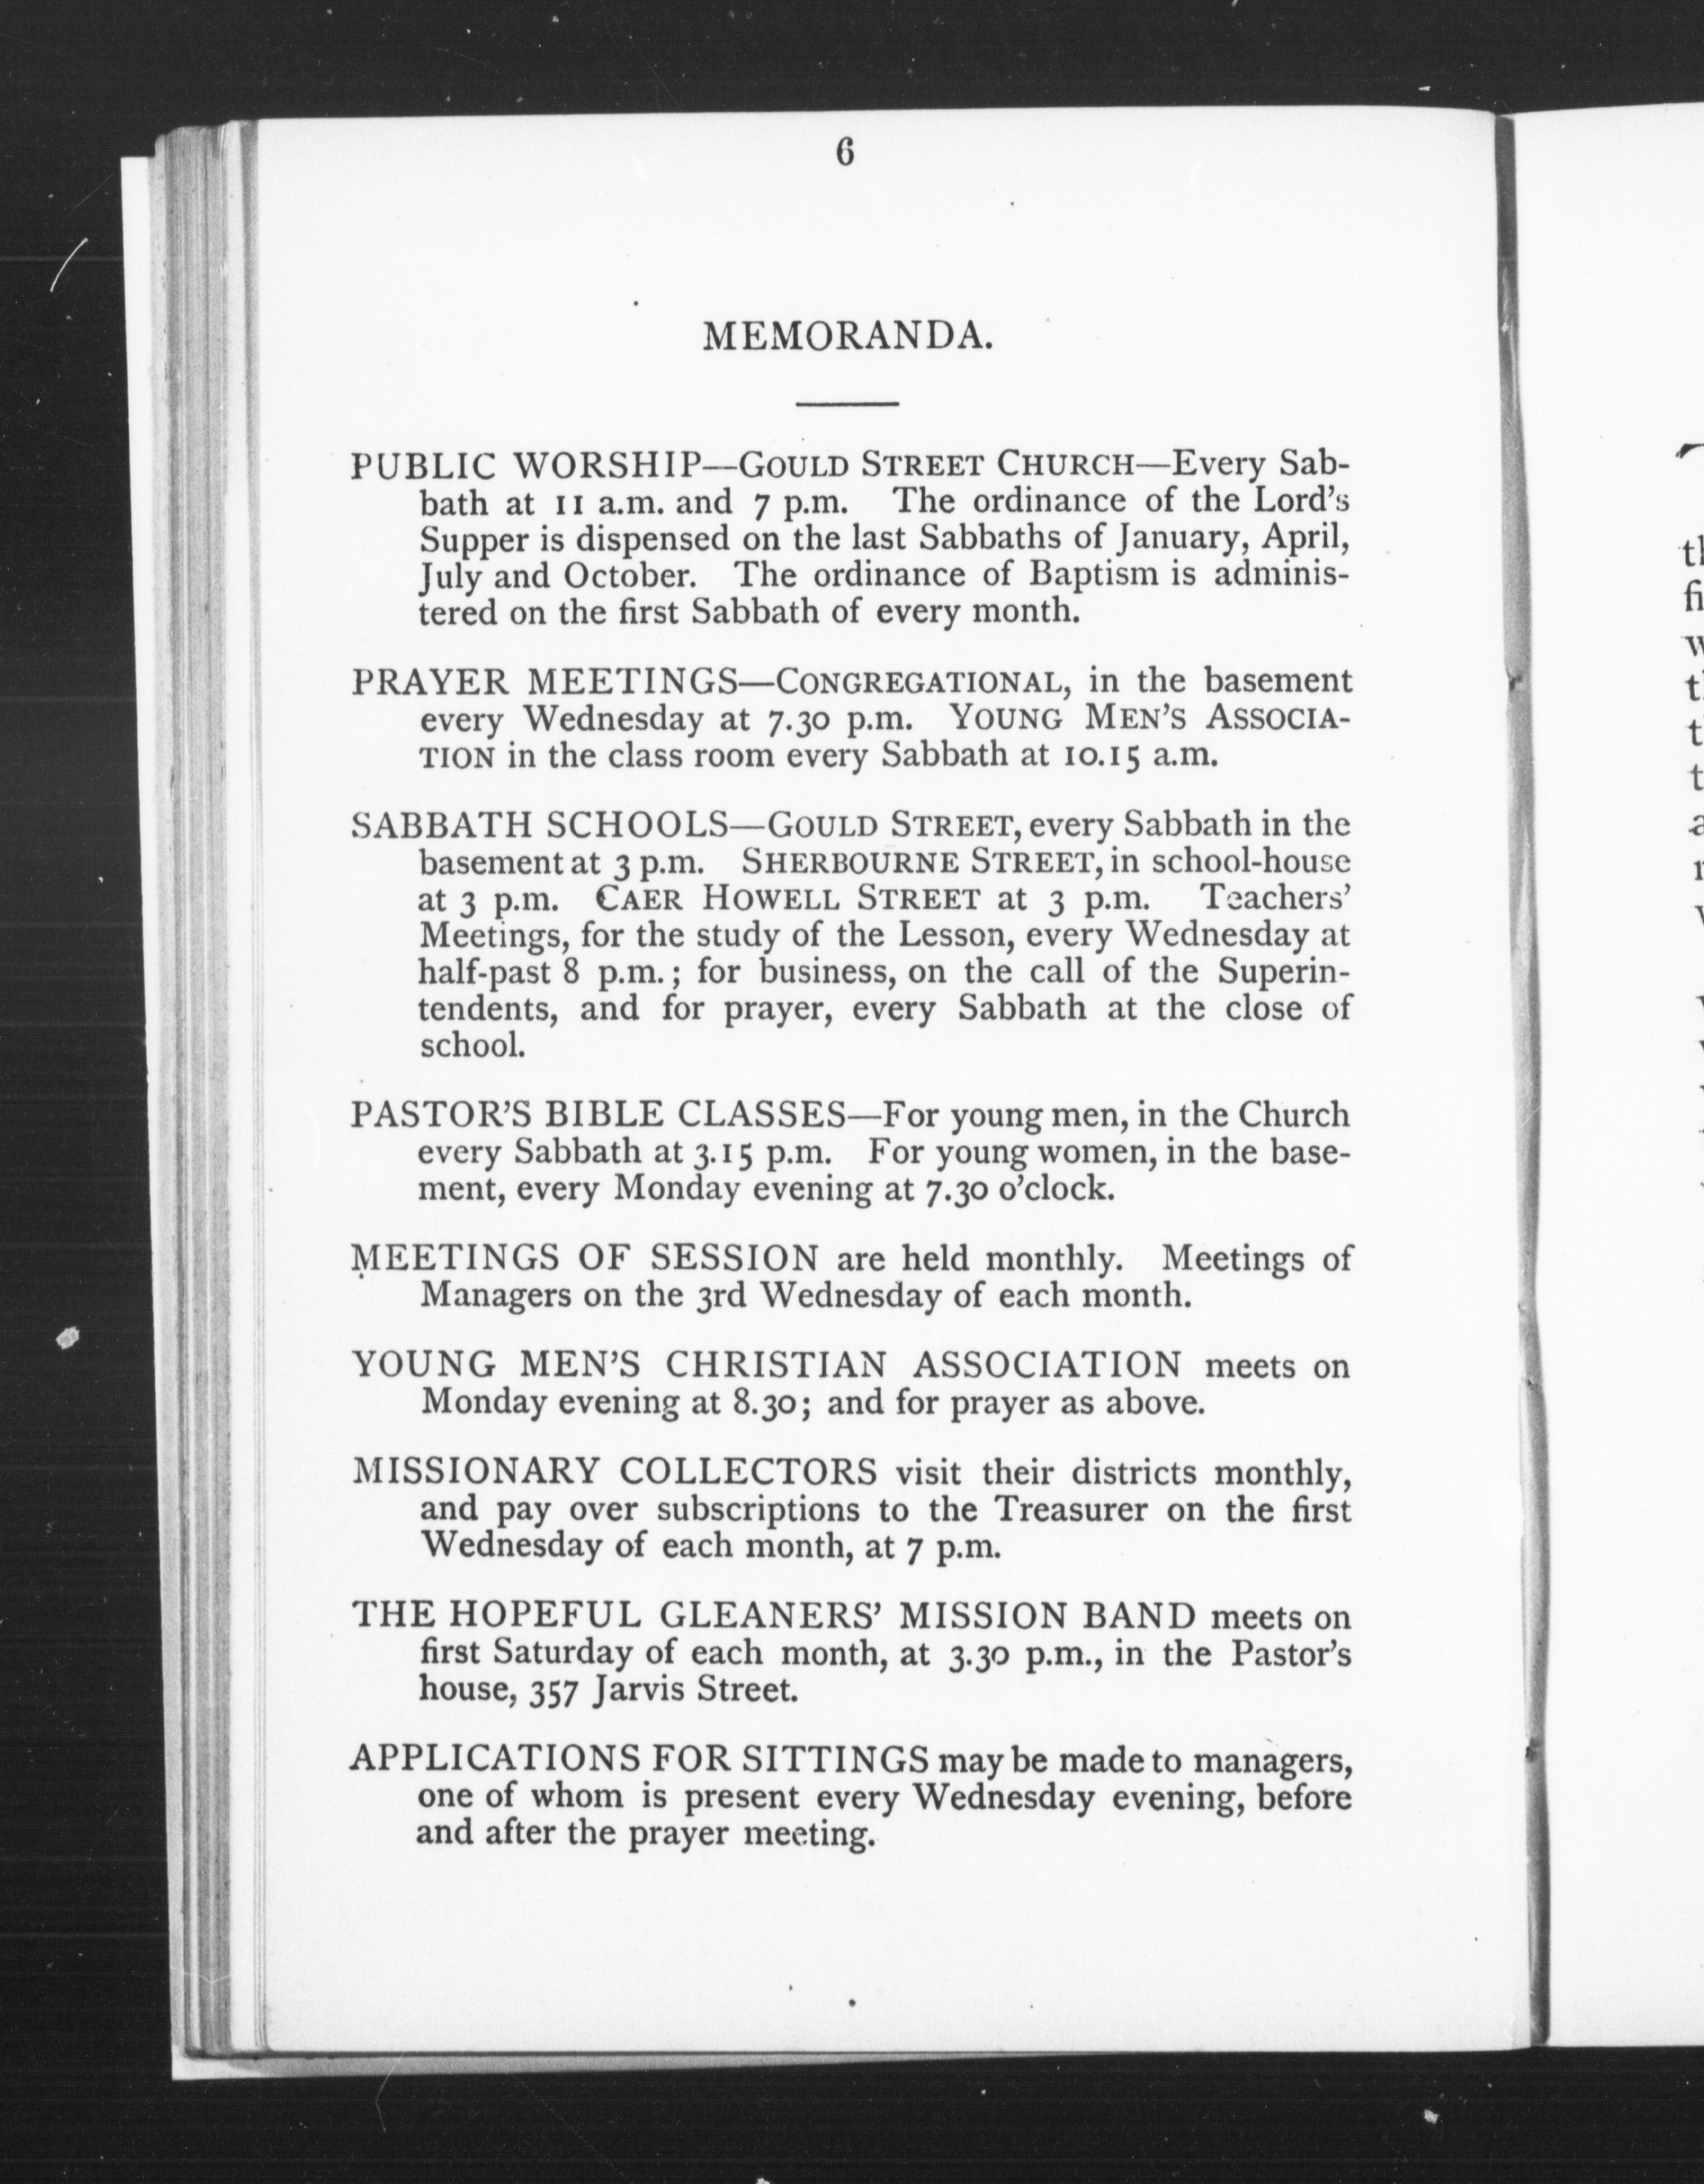 6
MEMORANDA.
PUBLIC WORSHIP—GOULD STREET CHURCH—Every Sab-
bath at 11 a.m. and 7 p.m. The ordinance of the Lord's
Supper is dispensed on the last Sabbaths of January, April,
July and October. The ordinance of Baptism is adminis-
tered on the first Sabbath of every month.
PRAYER MEETINGS—CONGREGATIONAL, in the basement
every Wednesday at 7.30 p.m. YOUNG MEN'S ASSOCIA-
TION in the class room every Sabbath at 10.15 a.m.
SABBATH SCHOOLS—GOULD STREET, every Sabbath in the
basement at 3 p.m. SHERBOURNE STREET, in school-house
at 3 p.m. CAER HOWELL STREET at 3 p.m. Teachers'
Meetings, for the study of the Lesson, every Wednesday at
half-past 8 p.m.; for business, on the call of the Superin-
tendents, and for prayer, every Sabbath at the close of
school.
PASTOR'S BIBLE CLASSES—For young men, in the Church
every Sabbath at 3.15 p.m. For young women, in the base-
ment, every Monday evening at 7.30 o'clock.
MEETINGS OF SESSION are held monthly. Meetings of
Managers on the 3rd Wednesday of each month.
YOUNG MEN'S CHRISTIAN ASSOCIATION meets on
Monday evening at 8.30; and for prayer as above.
MISSIONARY COLLECTORS visit their districts monthly,
and pay over subscriptions to the Treasurer on the first
Wednesday of each month, at 7 p.m.
THE HOPEFUL GLEANERS' MISSION BAND meets on
first Saturday of each month, at 3.30 p.m., in the Pastor's
house, 357 Jarvis Street.
APPLICATIONS FOR SITTINGS may be made to managers,
one of whom is present every Wednesday evening, before
and after the prayer meeting.